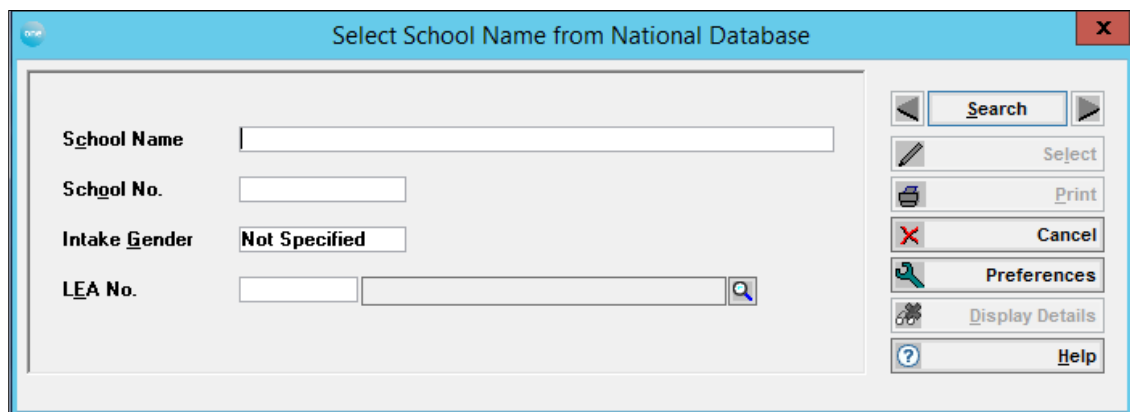 one
Select School Name from National Database
X
School Name
School No.
Intake Gender
Not Specified
LEA No.
Search
Select
Print
Cancel
Preferences
Display Details
?
Help